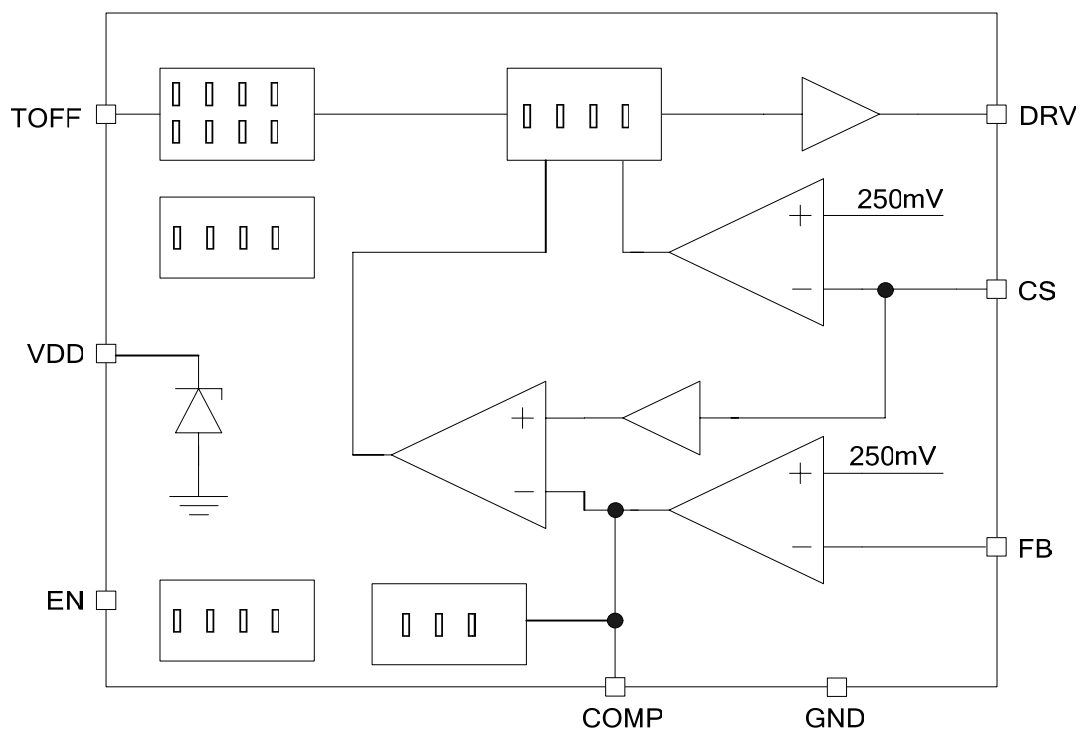 TOFF
DRV
250mV
CS
VDD
250mV
FB
EN
COMP
GND